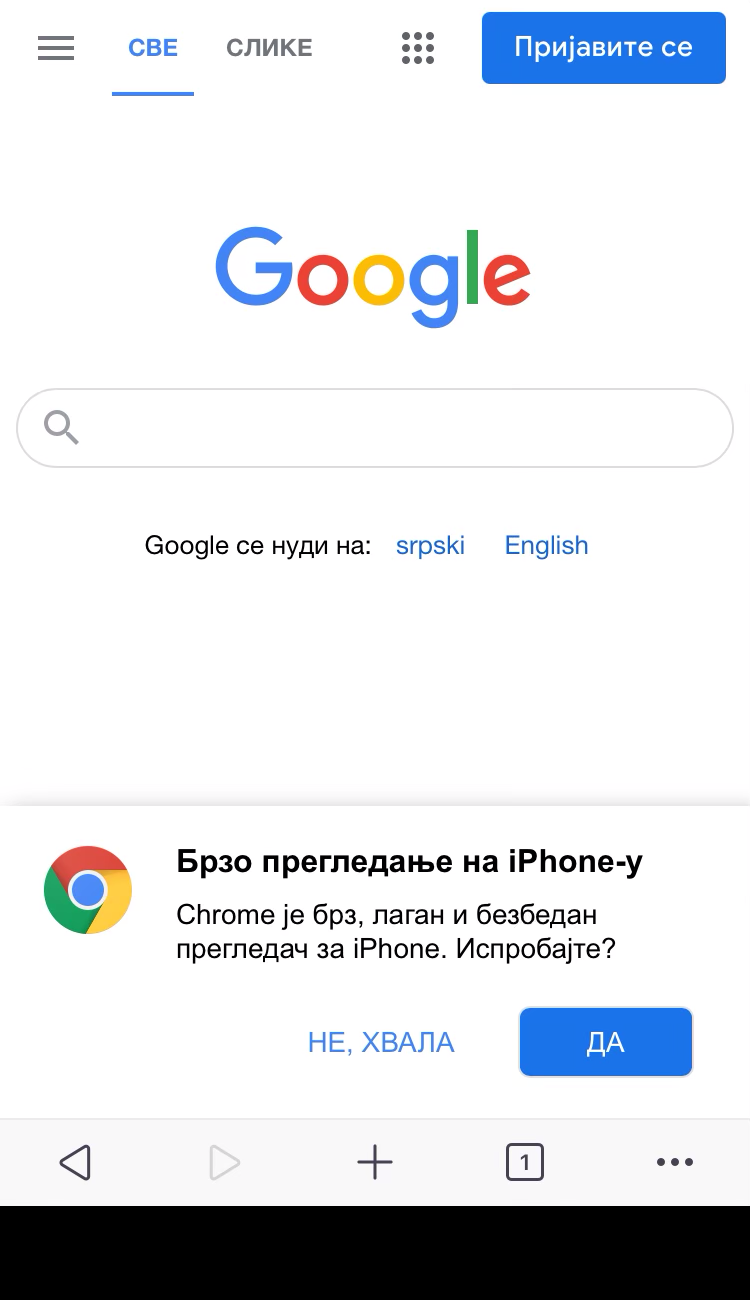 СВЕ
СЛИКЕ
Пријавите се
Google
Google се нуди на: srpski English
Брзо прегледање на iPhone-у
Chrome је брз, лаган и безбедан
прегледач за iPhone. Испробајте?
НЕ, ХВАЛА
ДА
1